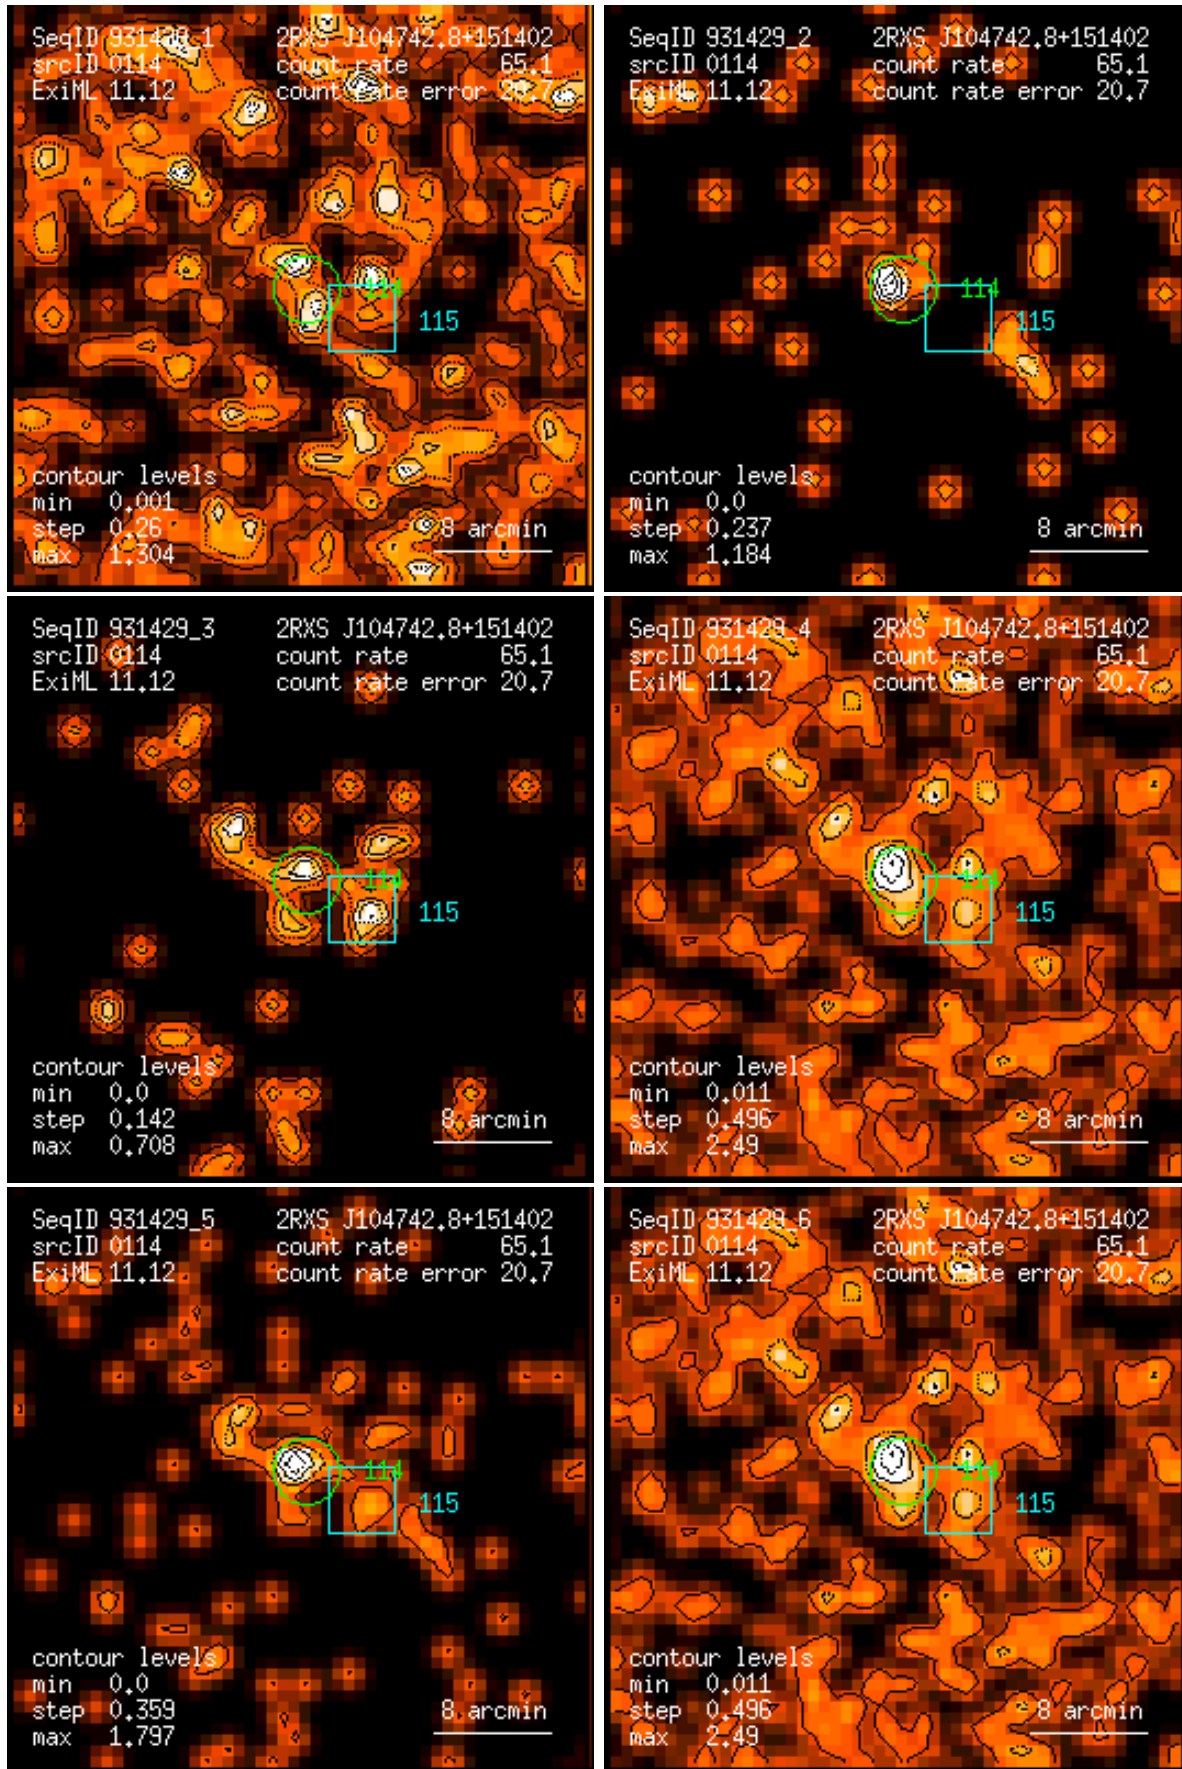 SeqID 931429_1 2RXS J104742.8+151402
srcID 0114 count rate 65.1
ExiML 11.12 count rate error 20.7
114
115
contour levels
min 0.001
step 0.26 8 arcmin
max 1.304
SeqID 931429_2 2RXS J104742.8+151402
srcID 0114 count rate 65.1
ExiML 11.12 count rate error 20.7
114
115
contour levels
min 0.0
step 0.237 8 arcmin
max 1.184
SeqID 931429_3 2RXS J104742.8+151402
srcID 0114 count rate 65.1
ExiML 11.12 count rate error 20.7
114
115
contour levels
min 0.0
step 0.142 8 arcmin
max 0.708
SeqID 931429_4 2RXS J104742.8+151402
srcID 0114 count rate 65.1
ExiML 11.12 count rate error 20.7
114
115
contour levels
min 0.011
step 0.496 8 arcmin
max 2.49
SeqID 931429_5 2RXS J104742.8+151402
srcID 0114 count rate 65.1
ExiML 11.12 count rate error 20.7
114
115
contour levels
min 0.0
step 0.359 8 arcmin
max 1.797
SeqID 931429_6 2RXS J104742.8+151402
srcID 0114 count rate 65.1
ExiML 11.12 count rate error 20.7
114
115
contour levels
min 0.011
step 0.496 8 arcmin
max 2.49